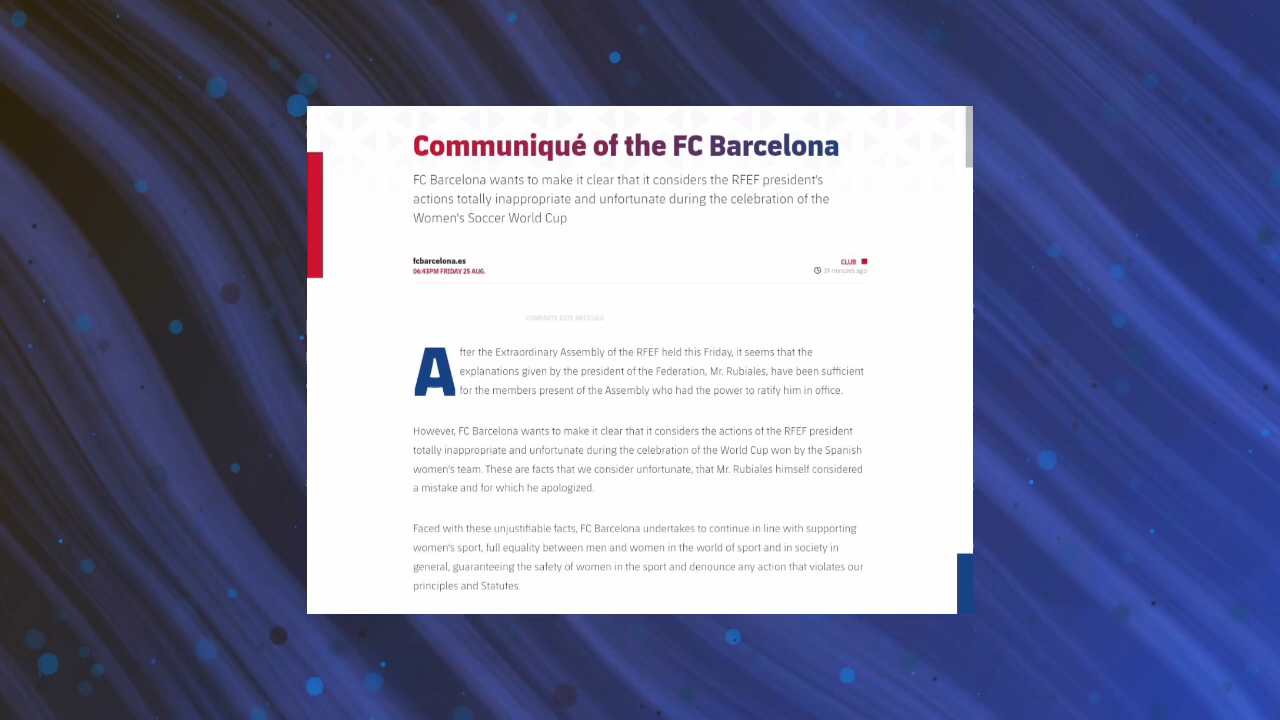 Communiqué of the FC Barcelona
FC Barcelona wants to make it clear that it considers the RFEF president's
actions totally inappropriate and unfortunate during the celebration of the
Women's Soccer World Cup
fcbarcelona.es
06:43PM FRIDAY 25 AUG.
CLUB
19 minutes ago
COMPARTE ESTE ARTÍCULO
After the Extraordinary Assembly of the RFEF held this Friday, it seems that the
explanations given by the president of the Federation, Mr. Rubiales, have been sufficient
for the members present of the Assembly who had the power to ratify him in office.
However, FC Barcelona wants to make it clear that it considers the actions of the RFEF president
totally inappropriate and unfortunate during the celebration of the World Cup won by the Spanish
women's team. These are facts that we consider unfortunate, that Mr. Rubiales himself considered
a mistake and for which he apologized.
Faced with these unjustifiable facts, FC Barcelona undertakes to continue in line with supporting
women's sport, full equality between men and women in the world of sport and in society in
general, guaranteeing the safety of women in the sport and denounce any action that violates our
principles and Statutes.